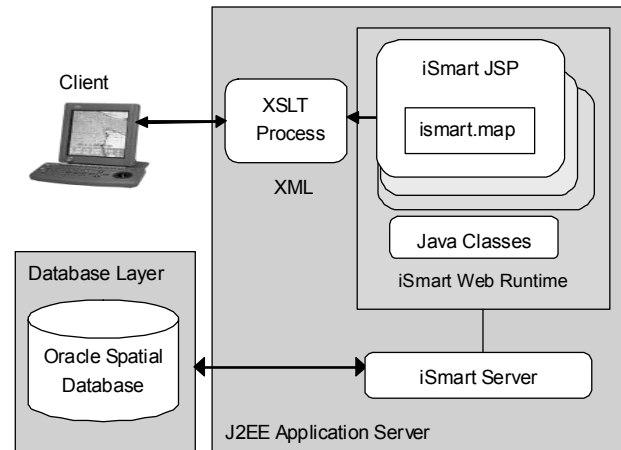 Client
XSLT
Process
XML
iSmart JSP
ismart.map
Java Classes
iSmart Web Runtime
Database Layer
Oracle Spatial
Database
iSmart Server
J2EE Application Server